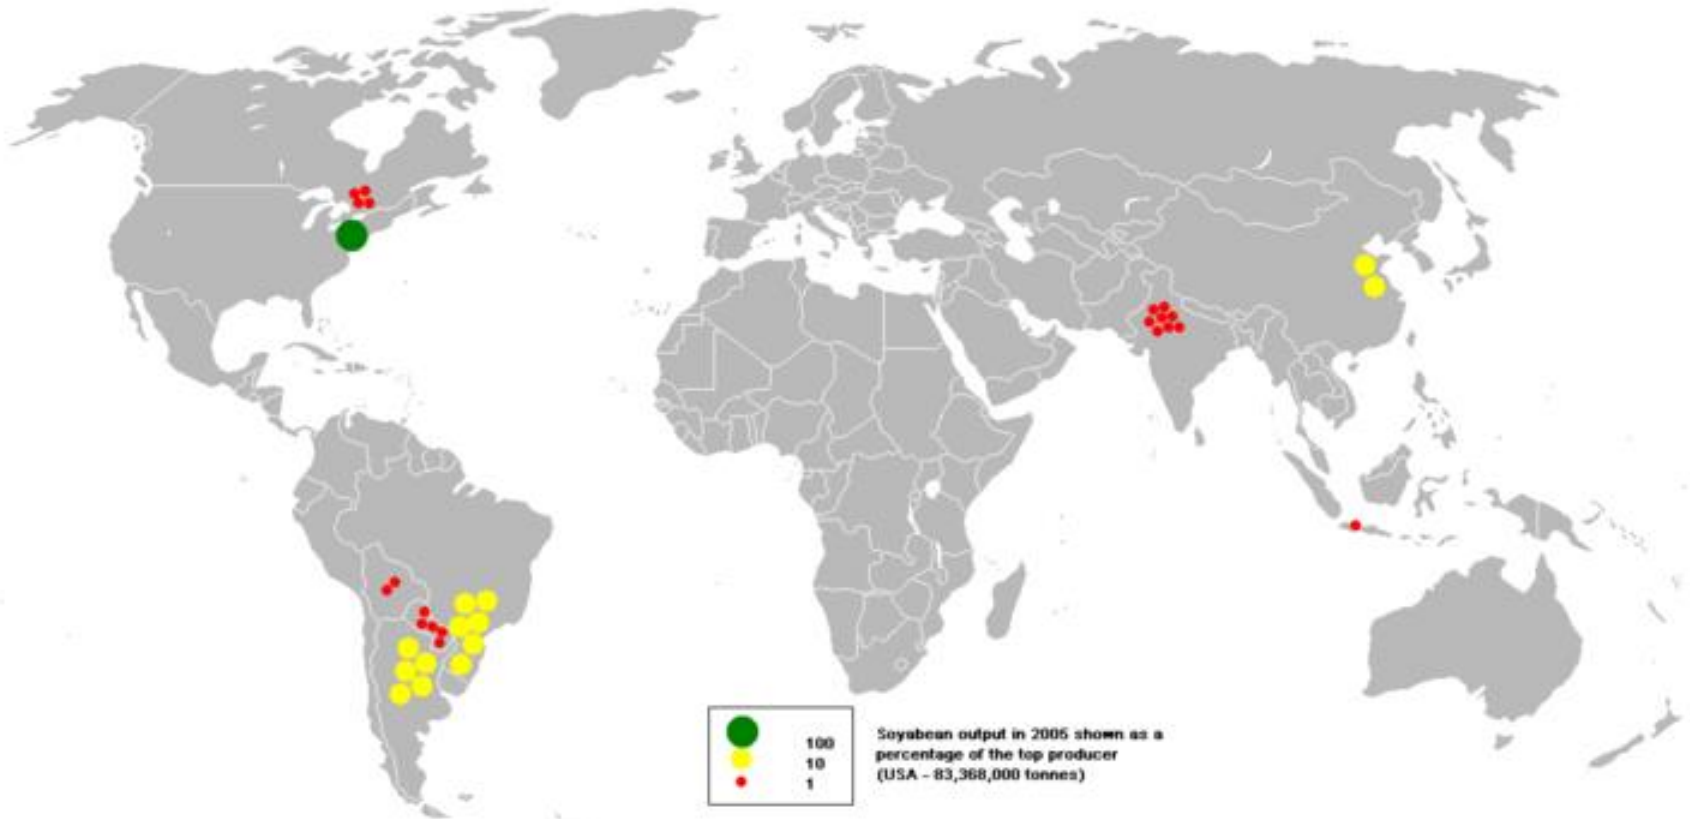 100
10
1
Soyabean output in 2005 shown as a
percentage of the top producer
(USA - 83,368,000 tonnes)